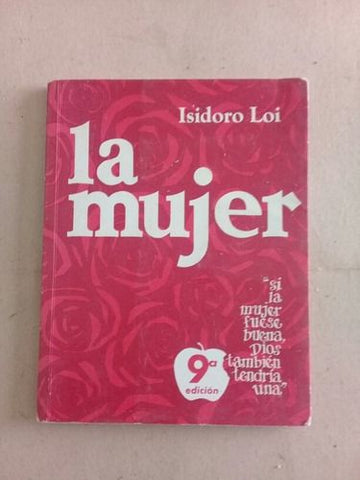 Isidoro Loi
la
mujer
"si
la
mujer
fuese
buena,
Dios
también
tendría
una"
9a
edición